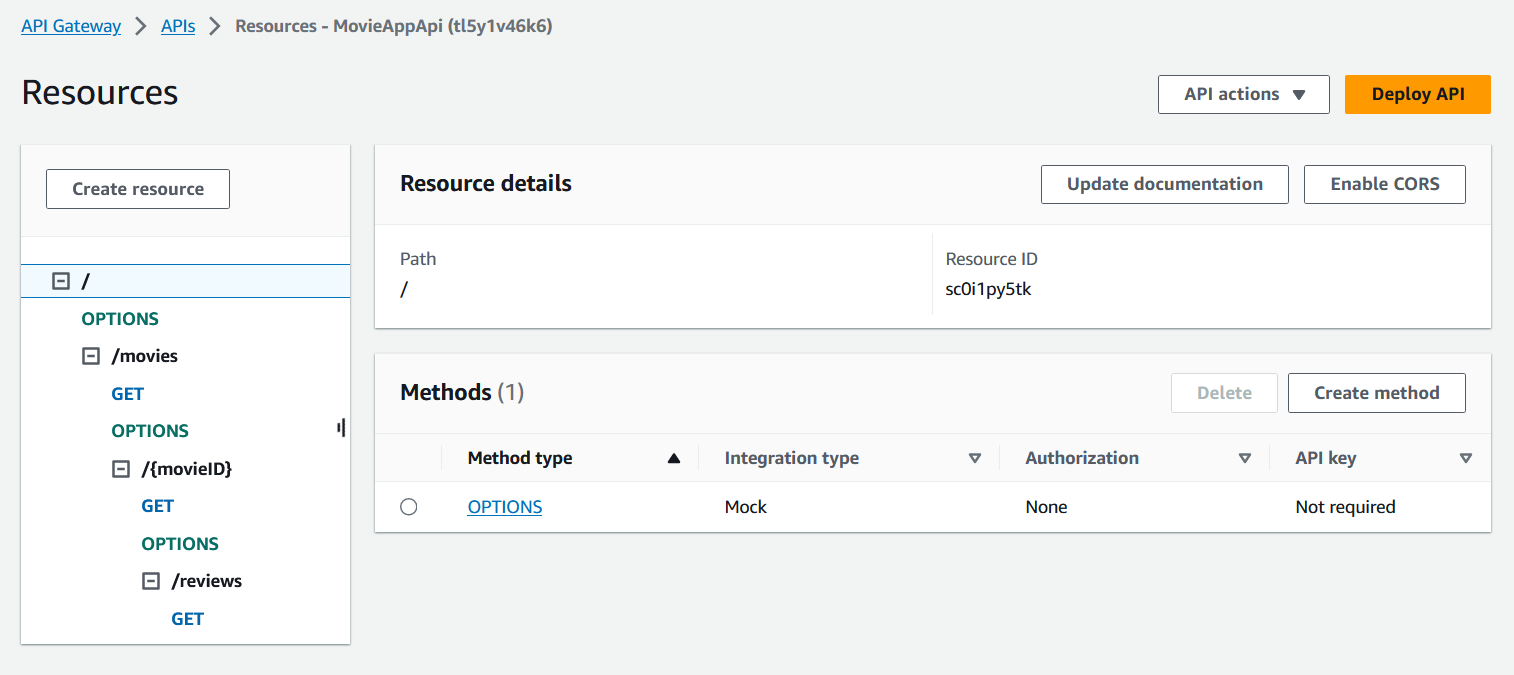 API Gateway > APIs > Resources - MovieAppApi (tl5y1v46k6)
Resources
API actions ▼
Deploy API
Create resource
/
OPTIONS
/movies
GET
OPTIONS
/{movieID}
GET
OPTIONS
/reviews
GET
Resource details
Update documentation
Enable CORS
Path
/
Resource ID
sc0i1py5tk
Methods (1)
Delete
Create method
Method type Integration type Authorization API key
OPTIONS Mock None Not required